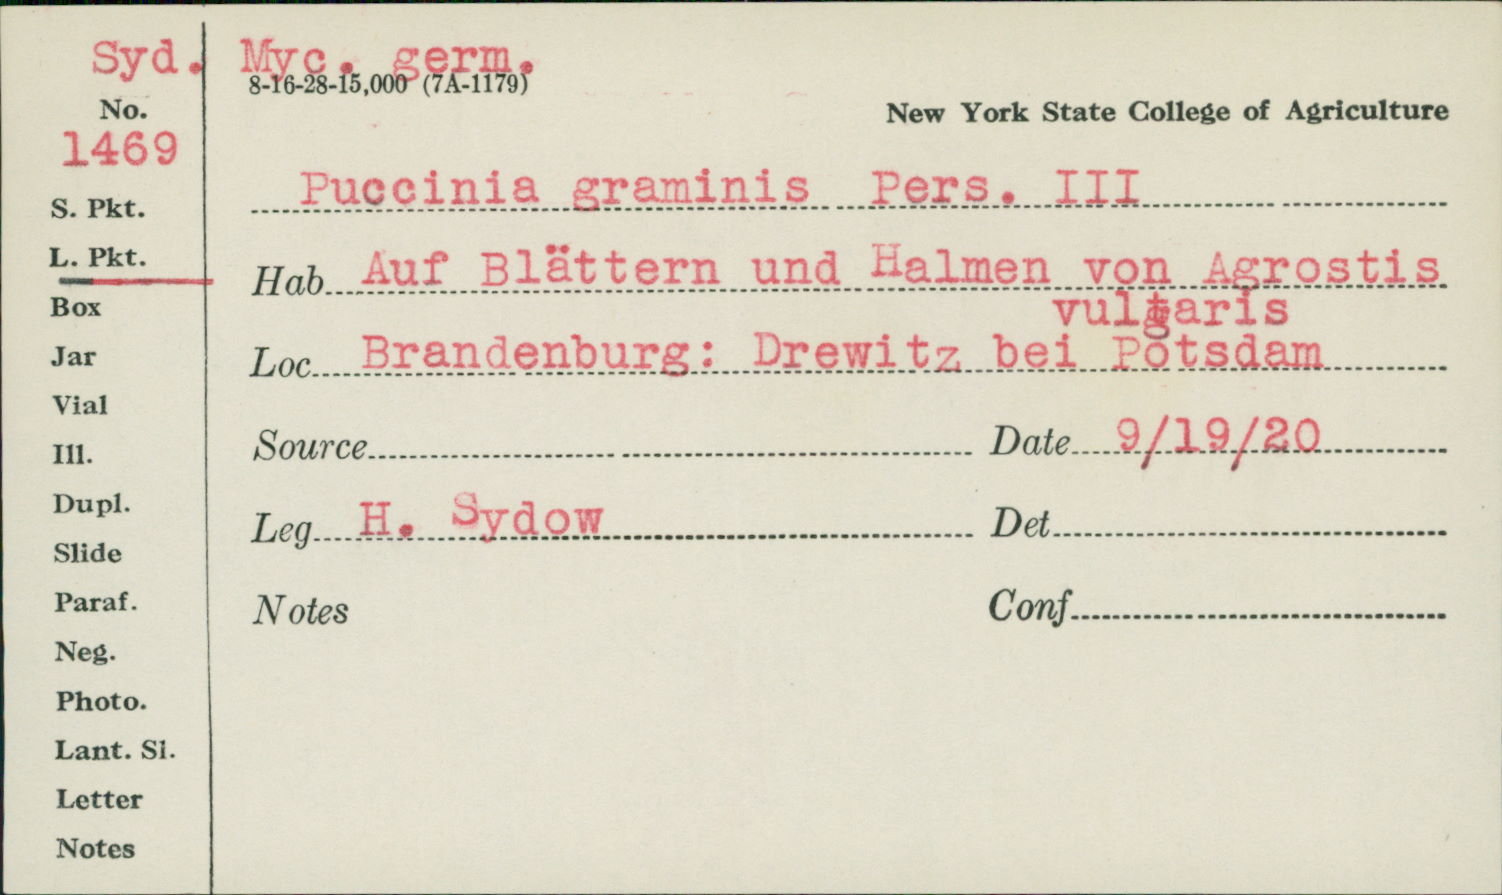 Syd. Myc. germ.
8-16-28-15,000 (7A-1179)
No.
New York State College of Agriculture
1469
Puccinia graminis Pers. III
S. Pkt.
L. Pkt.
Hab Auf Blättern und Halmen von Agrostis
vulgaris
Box
Loc Brandenburg: Drewitz bei Potsdam
Jar
Vial
Source Date 9/19/20
Ill.
Dupl.
Leg H. Sydow Det
Slide
Paraf.
Notes Conf
Neg.
Photo.
Lant. Sl.
Letter
Notes